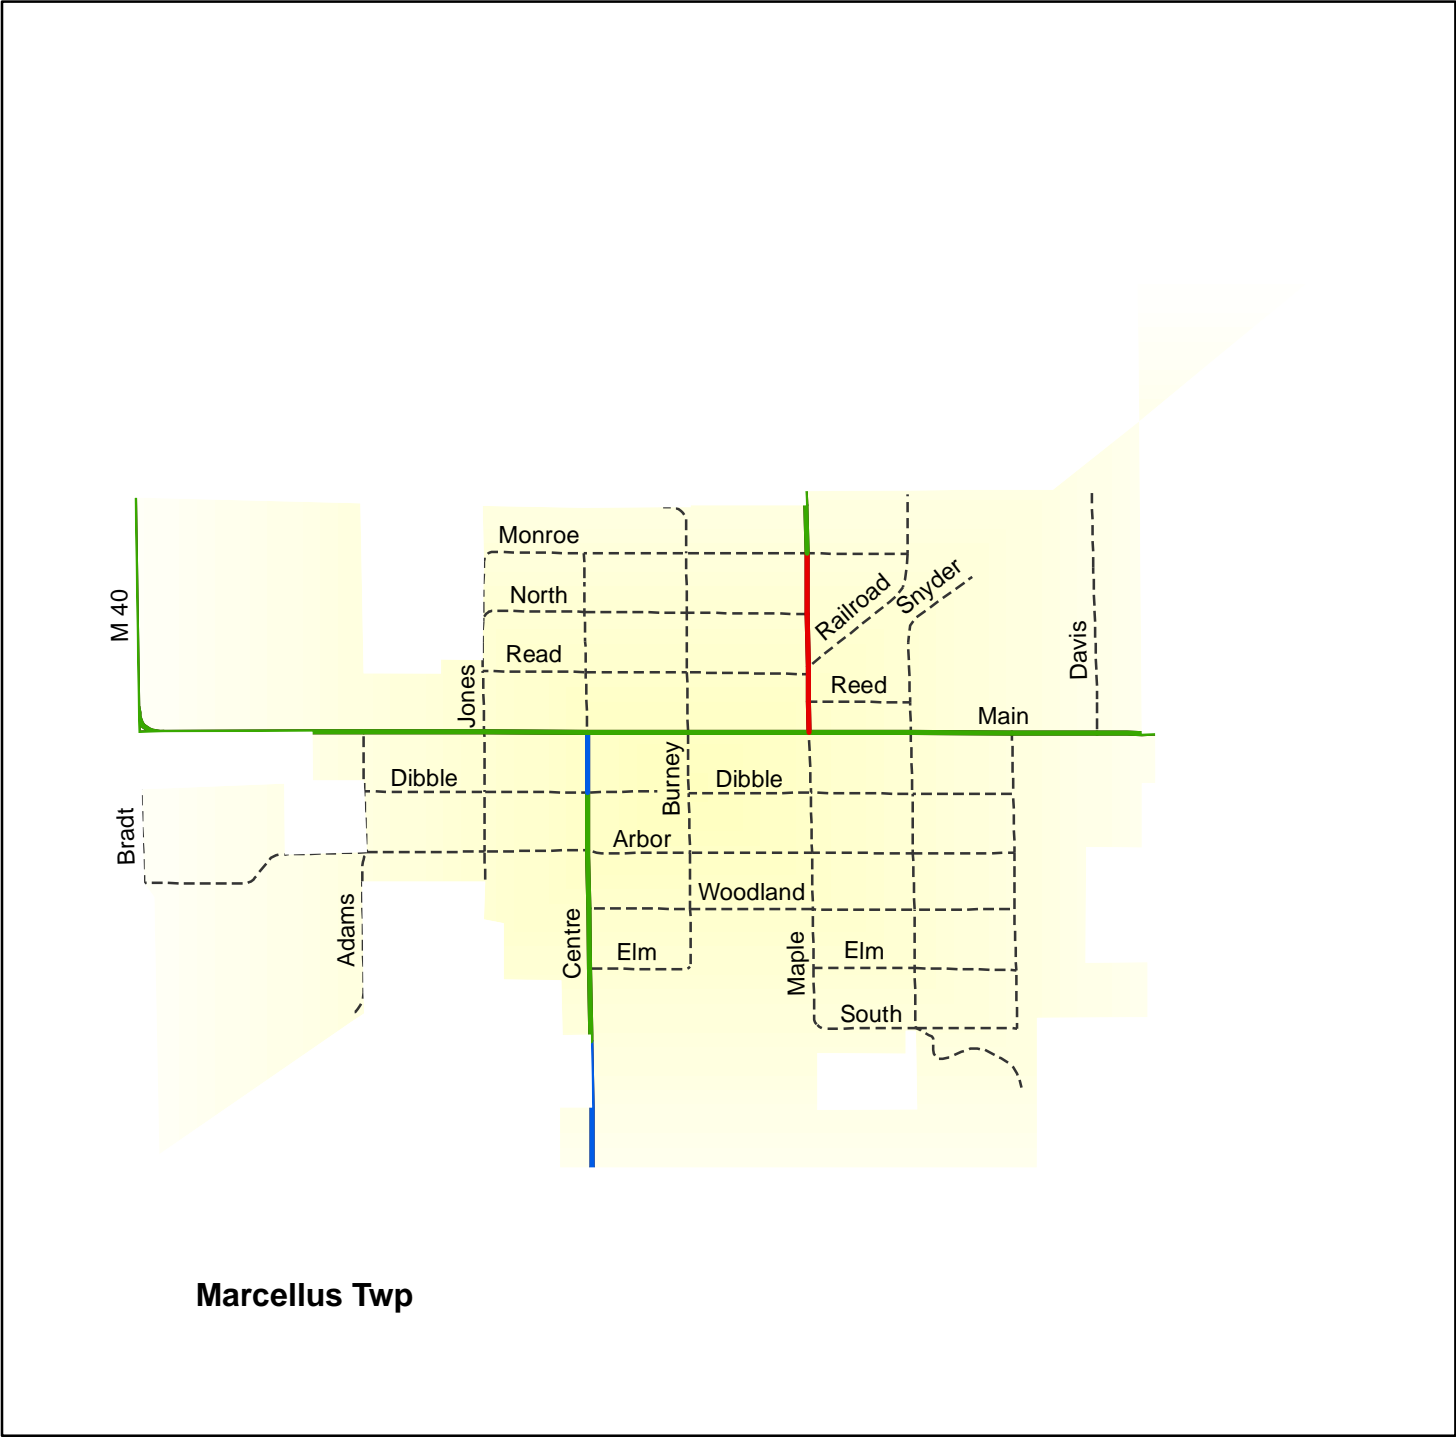 Monroe
Snyder
Railroad
North
M 40
Read
Davis
Reed
Jones
Main
Dibble
Burney
Dibble
Bradt
Arbor
Woodland
Adams
Centre
Elm
Maple
Elm
South
Marcellus Twp